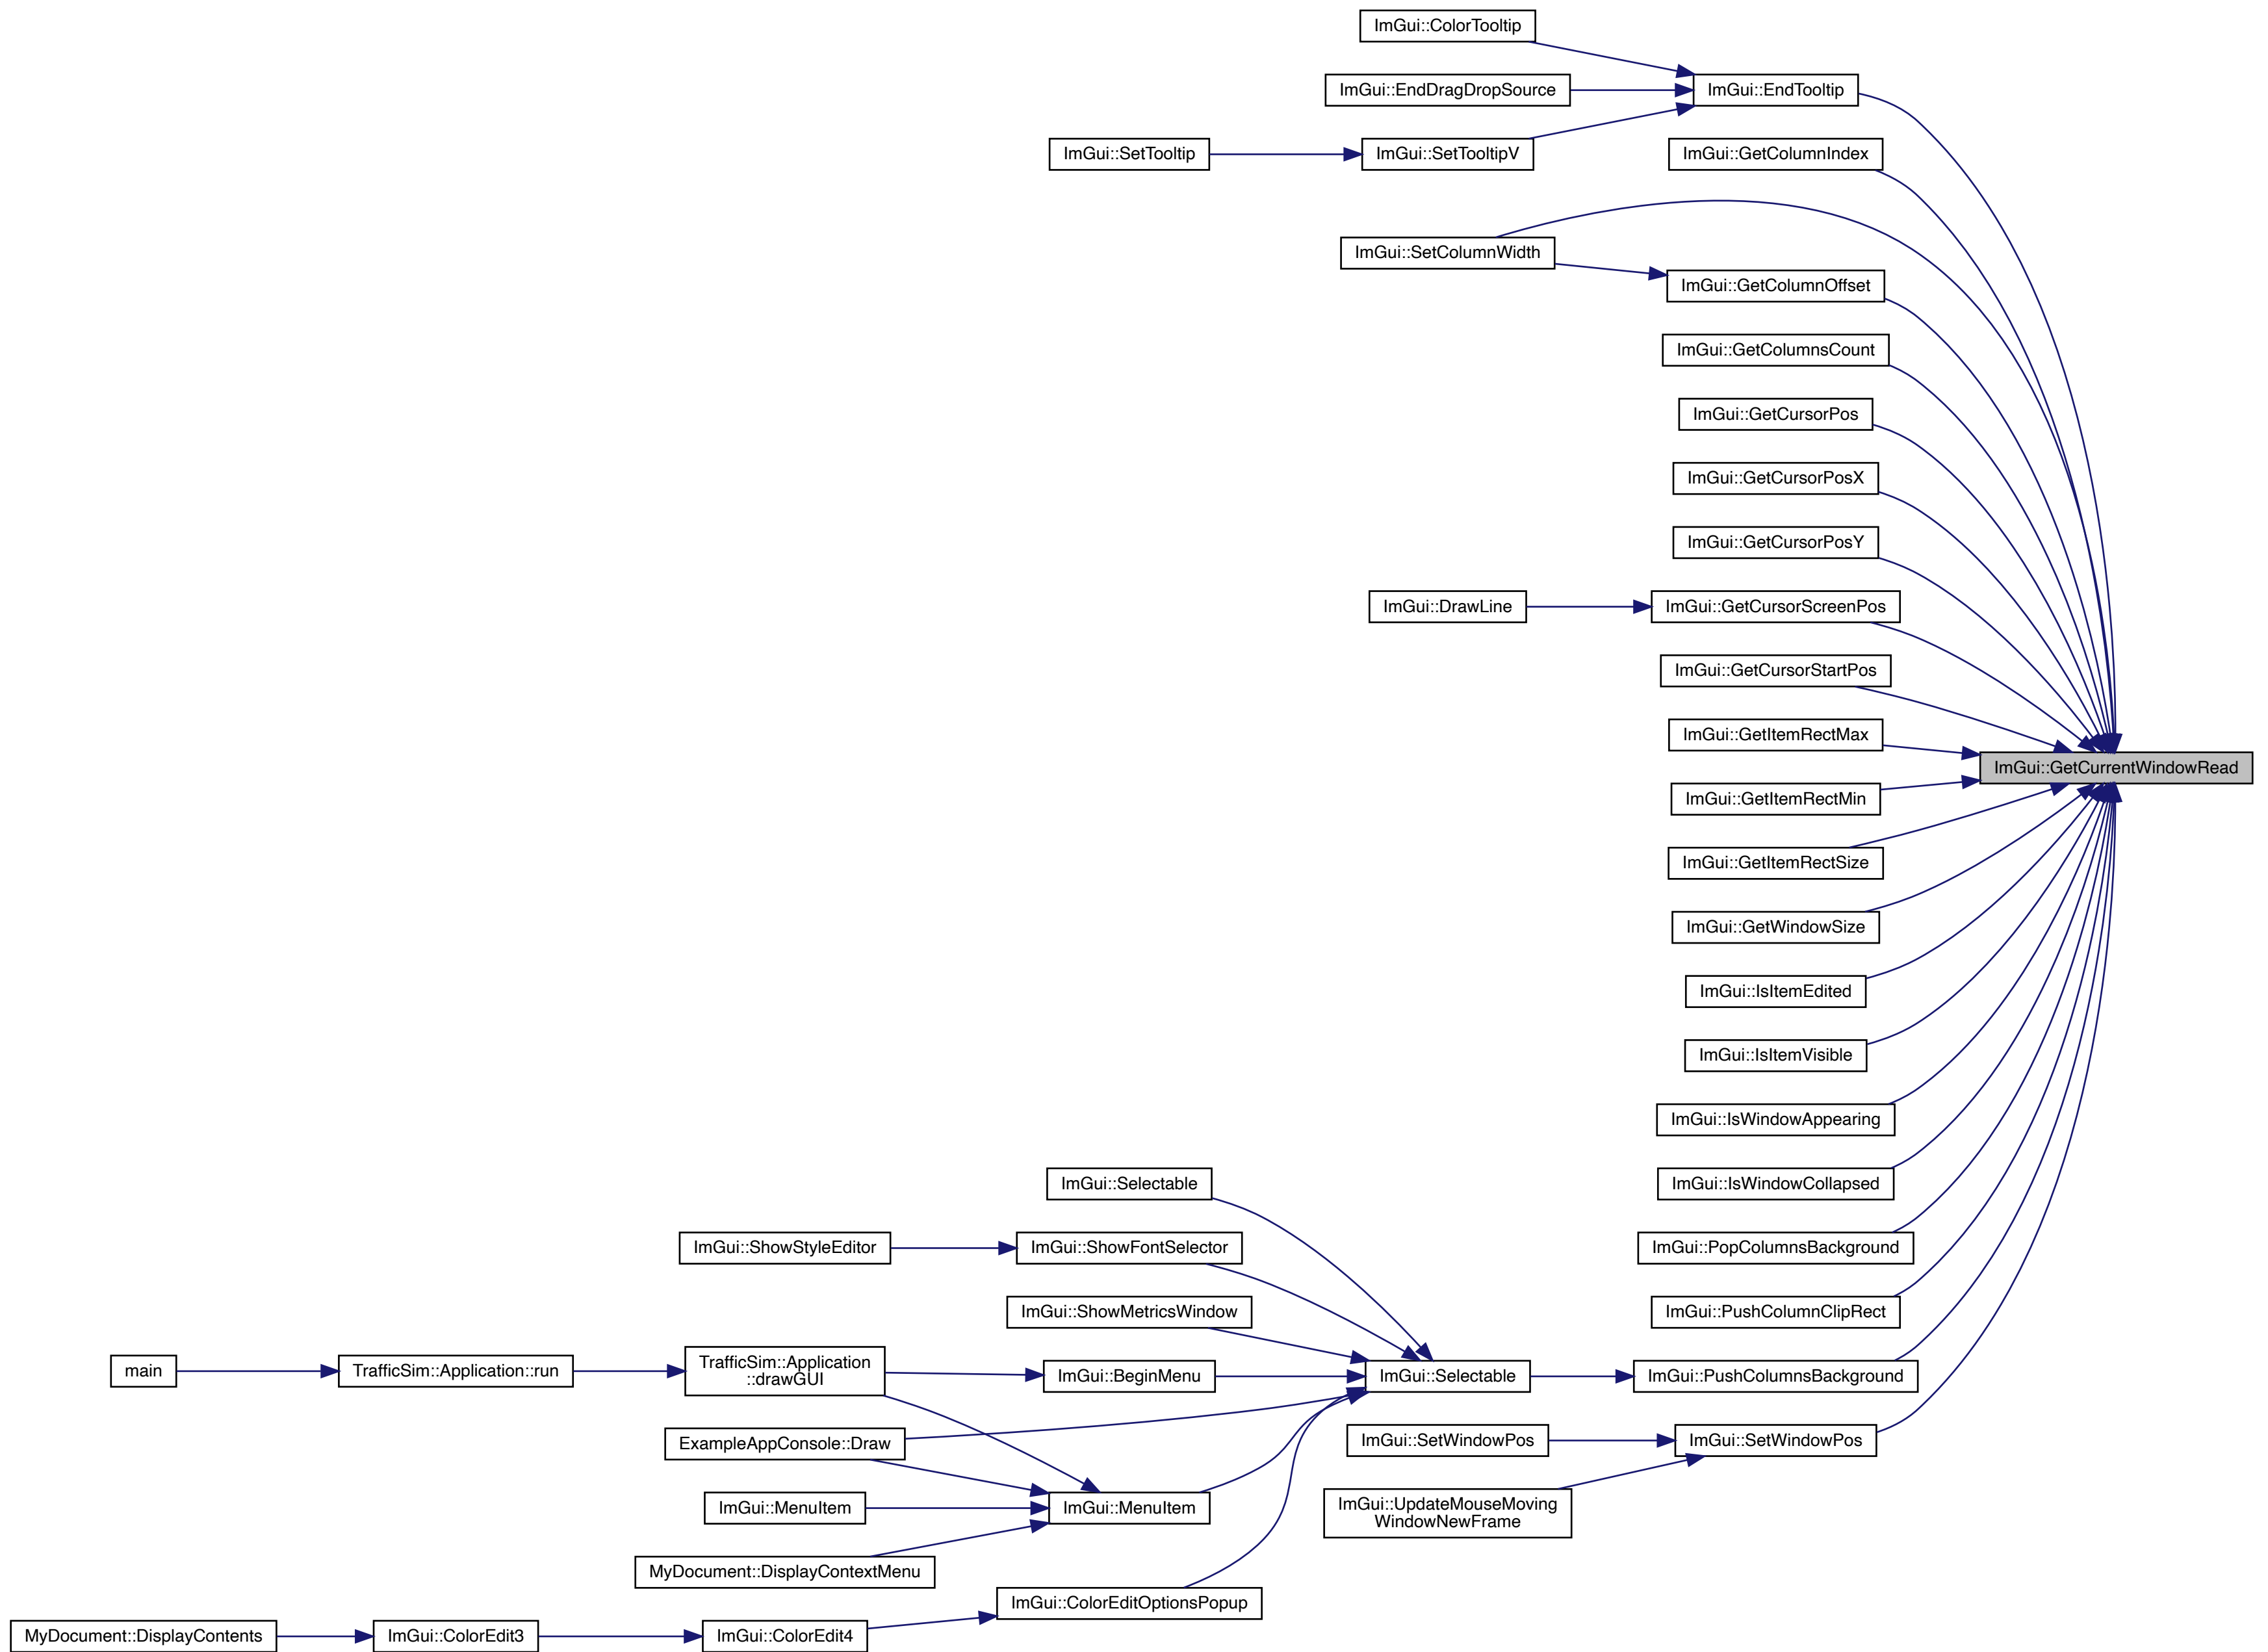 ImGui::ColorTooltip
ImGui::EndDragDropSource
ImGui::EndTooltip
ImGui::SetTooltip
ImGui::SetTooltipV
ImGui::GetColumnIndex
ImGui::SetColumnWidth
ImGui::GetColumnOffset
ImGui::GetColumnsCount
ImGui::GetCursorPos
ImGui::GetCursorPosX
ImGui::GetCursorPosY
ImGui::DrawLine
ImGui::GetCursorScreenPos
ImGui::GetCursorStartPos
ImGui::GetItemRectMax
ImGui::GetCurrentWindowRead
ImGui::GetItemRectMin
ImGui::GetItemRectSize
ImGui::GetWindowSize
ImGui::IsItemEdited
ImGui::IsItemVisible
ImGui::IsWindowAppearing
ImGui::Selectable
ImGui::IsWindowCollapsed
ImGui::ShowStyleEditor
ImGui::ShowFontSelector
ImGui::PopColumnsBackground
ImGui::ShowMetricsWindow
ImGui::PushColumnClipRect
main
TrafficSim::Application::run
TrafficSim::Application
::drawGUI
ImGui::BeginMenu
ImGui::Selectable
ImGui::PushColumnsBackground
ExampleAppConsole::Draw
ImGui::SetWindowPos
ImGui::SetWindowPos
ImGui::MenuItem
ImGui::MenuItem
ImGui::UpdateMouseMoving
WindowNewFrame
MyDocument::DisplayContextMenu
ImGui::ColorEditOptionsPopup
MyDocument::DisplayContents
ImGui::ColorEdit3
ImGui::ColorEdit4